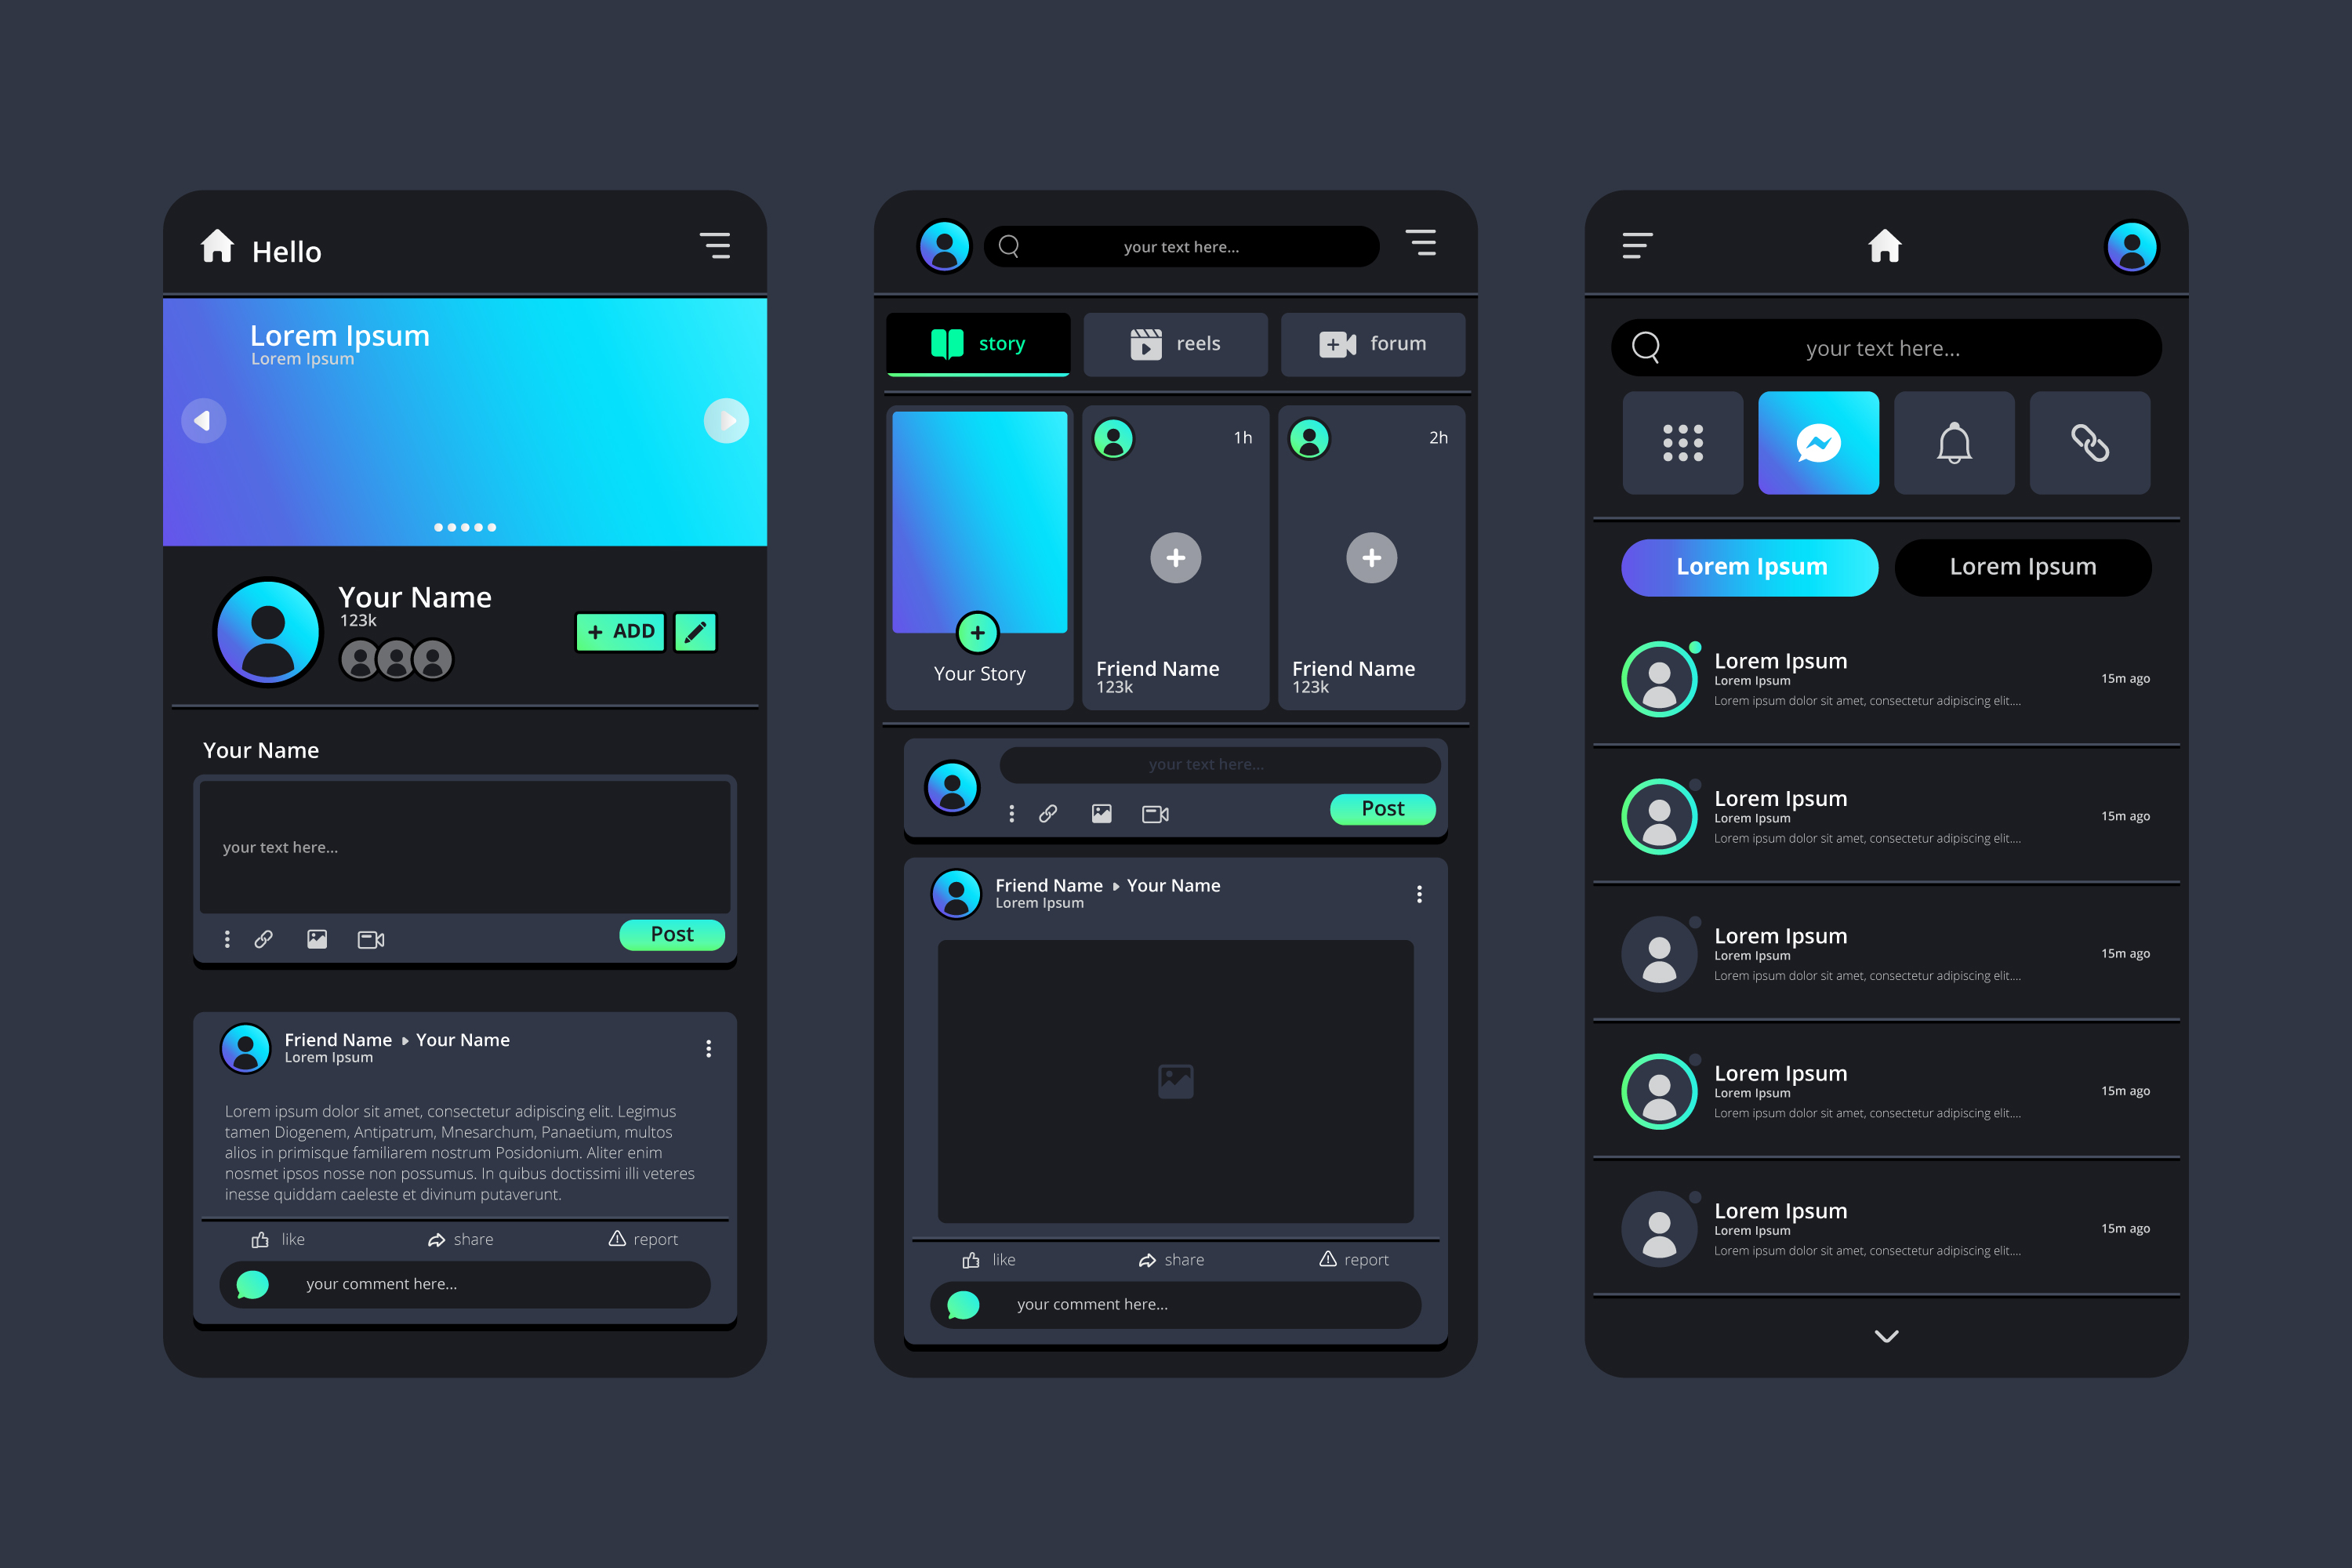 Hello
Lorem Ipsum
Lorem Ipsum
Your Name
123k
+ ADD
Your Name
your text here...
Post
Friend Name Your Name
Lorem Ipsum
Lorem ipsum dolor sit amet, consectetur adipiscing elit. Legimus
tamen Diogenem, Antipatrum, Mnesarchum, Panaetium, multos
alios in primisque familiarem nostrum Posidonium. Aliter enim
nosmet ipsos nosse non possumus. In quibus doctissimi illi veteres
inesse quiddam caeleste et divinum putaverunt.
like share report
your comment here...
your text here...
story reels forum
1h 2h
Your Story
Friend Name
123k
Friend Name
123k
your text here...
Post
Friend Name Your Name
Lorem Ipsum
like share report
your comment here...
your text here...
Lorem Ipsum Lorem Ipsum
Lorem Ipsum
Lorem Ipsum
Lorem ipsum dolor sit amet, consectetur adipiscing elit....
15m ago
Lorem Ipsum
Lorem Ipsum
Lorem ipsum dolor sit amet, consectetur adipiscing elit....
15m ago
Lorem Ipsum
Lorem Ipsum
Lorem ipsum dolor sit amet, consectetur adipiscing elit....
15m ago
Lorem Ipsum
Lorem Ipsum
Lorem ipsum dolor sit amet, consectetur adipiscing elit....
15m ago
Lorem Ipsum
Lorem Ipsum
Lorem ipsum dolor sit amet, consectetur adipiscing elit....
15m ago